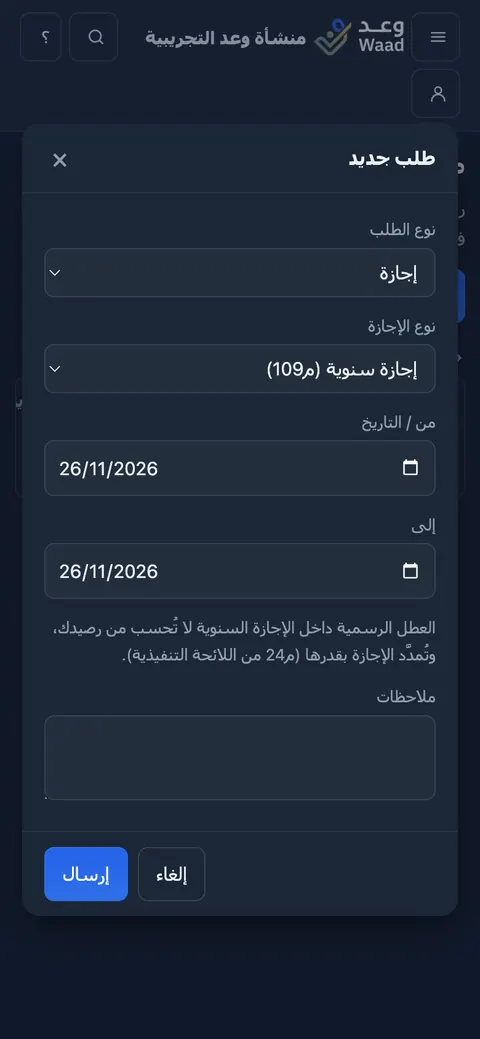 وعد
Waad
منشأة وعد التجريبية
؟
طلب جديد
نوع الطلب
إجازة
نوع الإجازة
إجازة سنوية (م109)
من / التاريخ
26/11/2026
إلى
26/11/2026
العطل الرسمية داخل الإجازة السنوية لا تُحسب من رصيدك،
وتُمدَّد الإجازة بقدرها (م24 من اللائحة التنفيذية).
ملاحظات
إلغاء
إرسال